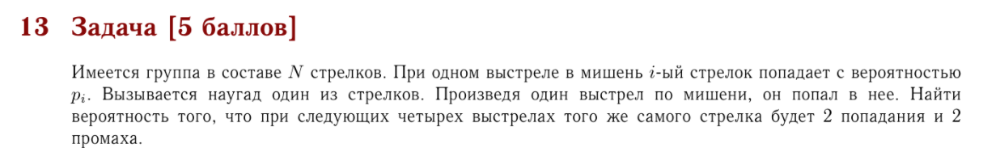 13 Задача [5 баллов]
Имеется группа в составе N стрелков. При одном выстреле в мишень i-ый стрелок попадает с вероятностью
pᵢ. Вызывается наугад один из стрелков. Произведя один выстрел по мишени, он попал в нее. Найти
вероятность того, что при следующих четырех выстрелах того же самого стрелка будет 2 попадания и 2
промаха.